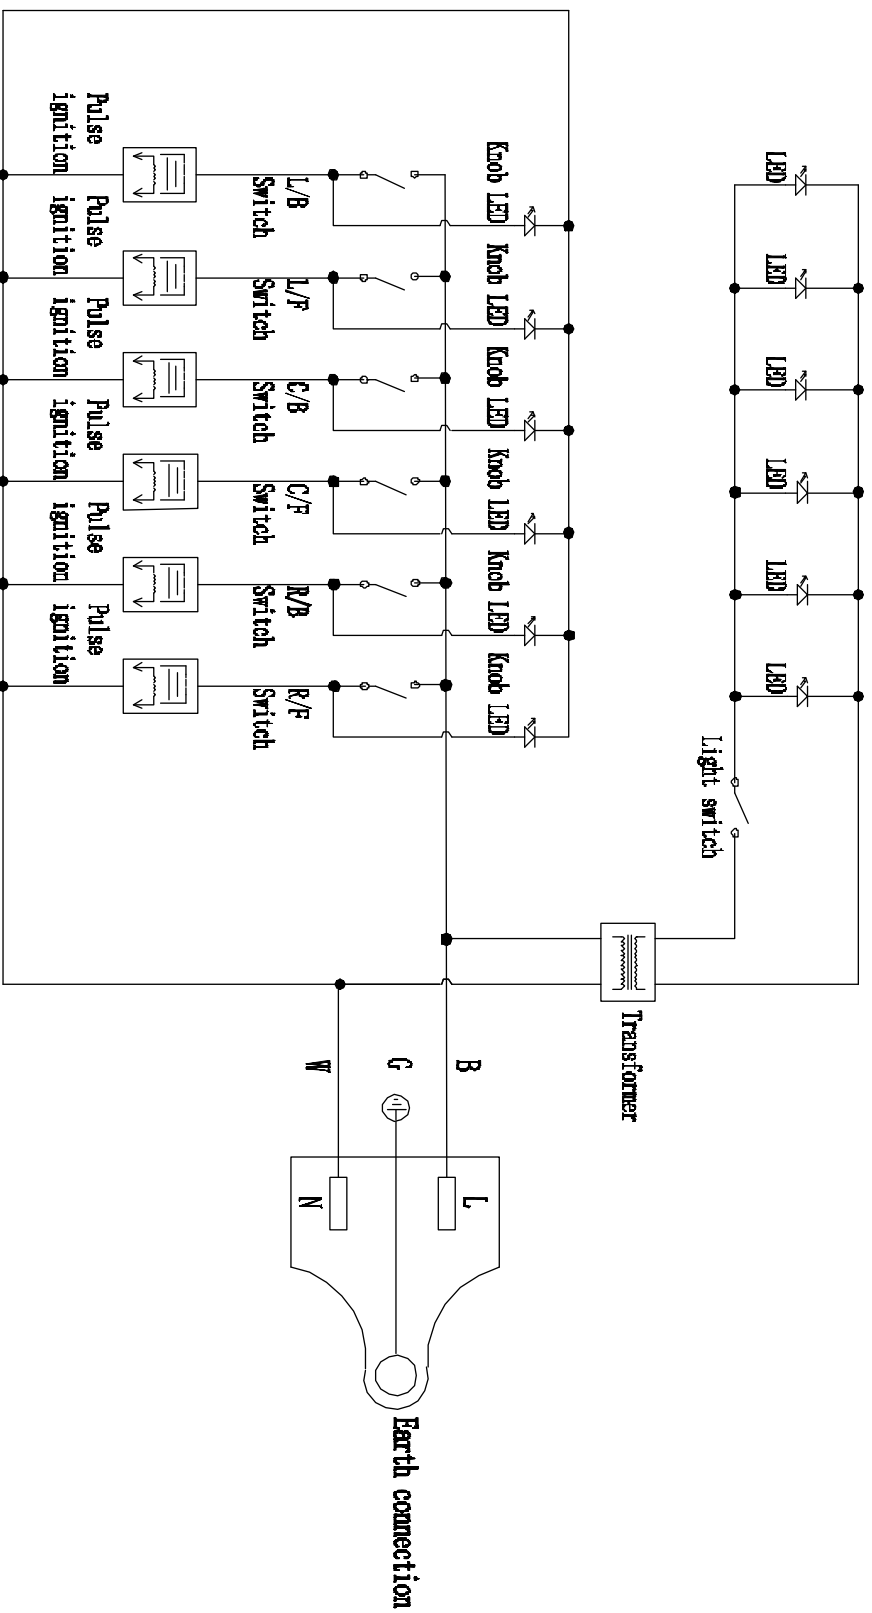 LED
LED
LED
LED
LED
LED
Light switch
Transformer
Knob LED
Knob LED
Knob LED
Knob LED
Knob LED
Knob LED
L/B
Switch
L/F
Switch
C/B
Switch
C/F
Switch
R/B
Switch
R/F
Switch
Pulse
ignition
Pulse
ignition
Pulse
ignition
Pulse
ignition
Pulse
ignition
Pulse
ignition
B
G
W
L
N
Earth connection